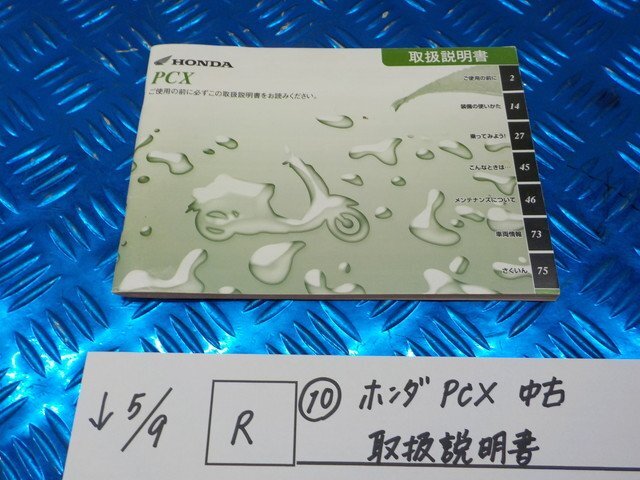 HONDA
取扱説明書
PCX
ご使用の前に必ずこの取扱説明書をお読みください。
ご使用の前に 2
装備の使いかた 14
乗ってみよう! 27
こんなときは 45
メンテナンスについて 46
車両情報 73
さくいん 75
↓ 5/9 R ⑩ ホンダ PCX 中古
取扱説明書